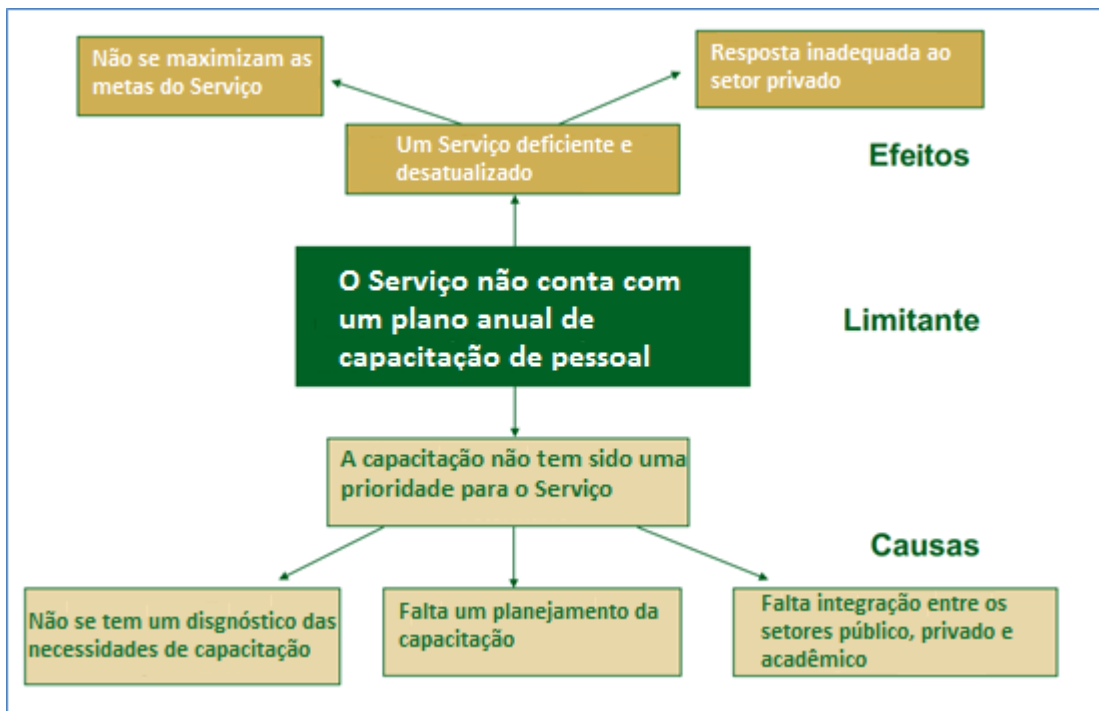 Não se maximizam as
metas do Serviço
Resposta inadequada ao
setor privado
Um Serviço deficiente e
desatualizado
Efeitos
O Serviço não conta com
um plano anual de
capacitação de pessoal
Limitante
A capacitação não tem sido uma
prioridade para o Serviço
Causas
Não se tem um disgnóstico das
necessidades de capacitação
Falta um planejamento da
capacitação
Falta integração entre os
setores público, privado e
acadêmico